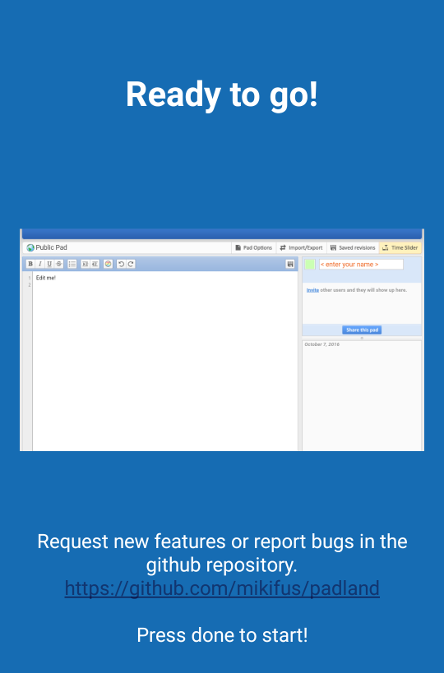 Ready to go!
Public Pad
Pad Options
Import/Export
Saved revisions
Time Slider
B I U S
< enter your name >
1 Edit me!
2
Invite other users and they will show up here.
Share this pad
October 7, 2016
Request new features or report bugs in the
github repository.
https://github.com/mikifus/padland
Press done to start!